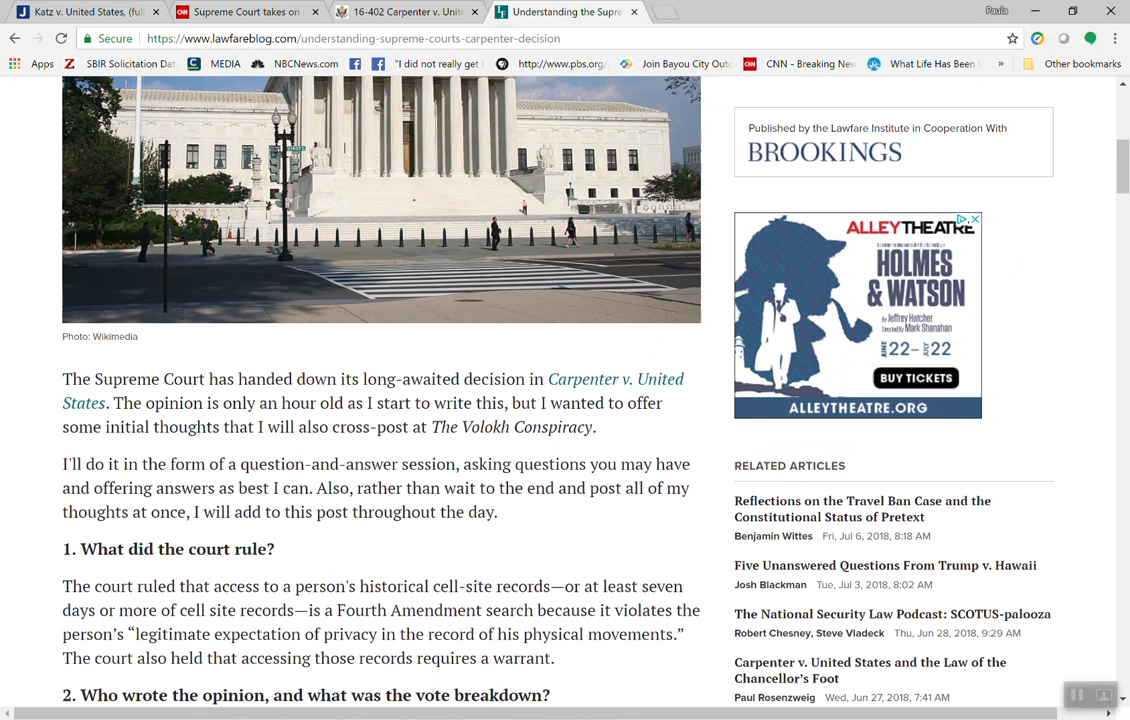 Katz v. United States, (ful
Supreme Court takes on
16-402 Carpenter v. Unite
Understanding the Supre
Paula
Secure
https://www.lawfareblog.com/understanding-supreme-courts-carpenter-decision
Apps
SBIR Solicitation Dat
MEDIA
NBCNews.com
"I did not really get
http://www.pbs.org/
Join Bayou City Outd
CNN - Breaking New
What Life Has Been
» Other bookmarks
Published by the Lawfare Institute in Cooperation With
BROOKINGS
ALLEYTHEATRE
HOLMES
& WATSON
by Jeffrey Hatcher
Directed by Mark Shanahan
JUNE 22–JULY 22
BUY TICKETS
ALLEYTHEATRE.ORG
Photo: Wikimedia
The Supreme Court has handed down its long-awaited decision in Carpenter v. United
States. The opinion is only an hour old as I start to write this, but I wanted to offer
some initial thoughts that I will also cross-post at The Volokh Conspiracy.
I'll do it in the form of a question-and-answer session, asking questions you may have
and offering answers as best I can. Also, rather than wait to the end and post all of my
thoughts at once, I will add to this post throughout the day.
1. What did the court rule?
The court ruled that access to a person's historical cell-site records—or at least seven
days or more of cell site records—is a Fourth Amendment search because it violates the
person’s “legitimate expectation of privacy in the record of his physical movements.”
The court also held that accessing those records requires a warrant.
2. Who wrote the opinion, and what was the vote breakdown?
RELATED ARTICLES
Reflections on the Travel Ban Case and the
Constitutional Status of Pretext
Benjamin Wittes Fri, Jul 6, 2018, 8:18 AM
Five Unanswered Questions From Trump v. Hawaii
Josh Blackman Tue, Jul 3, 2018, 8:02 AM
The National Security Law Podcast: SCOTUS-palooza
Robert Chesney, Steve Vladeck Thu, Jun 28, 2018, 9:29 AM
Carpenter v. United States and the Law of the
Chancellor’s Foot
Paul Rosenzweig Wed, Jun 27, 2018, 7:41 AM